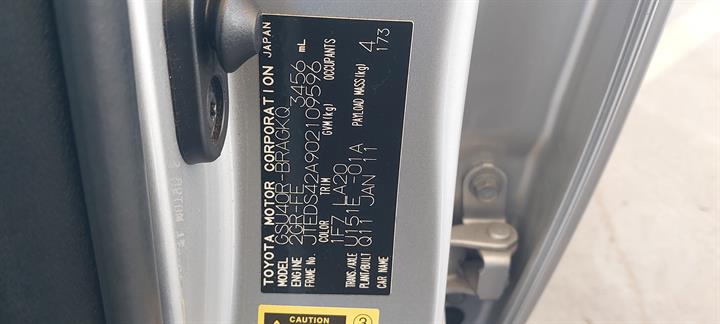 TOYOTA MOTOR CORPORATION JAPAN
MODEL GSU40R-BRAGKQ
ENGINE 2GR-FE 3456 mL
FRAME No. JTEDS42A902109596
COLOR TRIM GVM(kg) OCCUPANTS
1F7 LA20 4
TRANS/AXLE U151E -01A PAYLOAD MASS(kg) 173
PLANT/BUILT Q11 JAN 11
CAR NAME
CAUTION
3